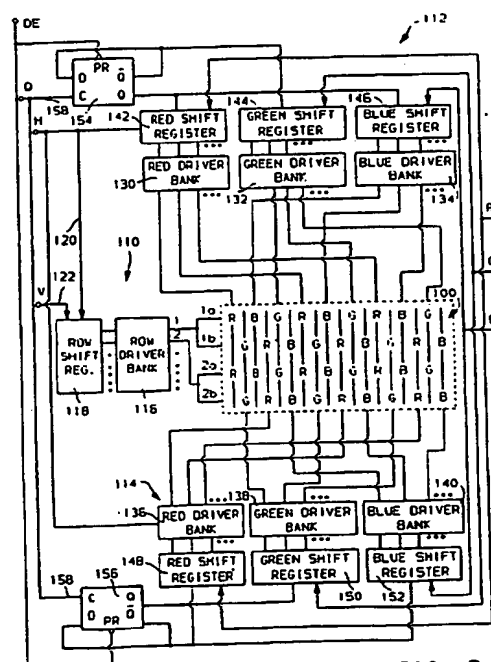 DE
112
PR
D Q̅
D
C Q
158
154
H
142
144
146
RED SHIFT REGISTER
GREEN SHIFT REGISTER
BLUE SHIFT REGISTER
RED DRIVER BANK
GREEN DRIVER BANK
BLUE DRIVER BANK
130
132
134
120
110
V
122
100
1a
1b
2a
2b
1
2
R B G R B G R B G
G R B G R B G B
R B G R B G R B G
G R B G R B G B
ROW SHIFT REG.
ROW DRIVER BANK
118
116
114
136
138
140
RED DRIVER BANK
GREEN DRIVER BANK
BLUE DRIVER BANK
148
RED SHIFT REGISTER
GREEN SHIFT REGISTER
BLUE SHIFT REGISTER
150
152
158
156
C Q
D Q̅
PR